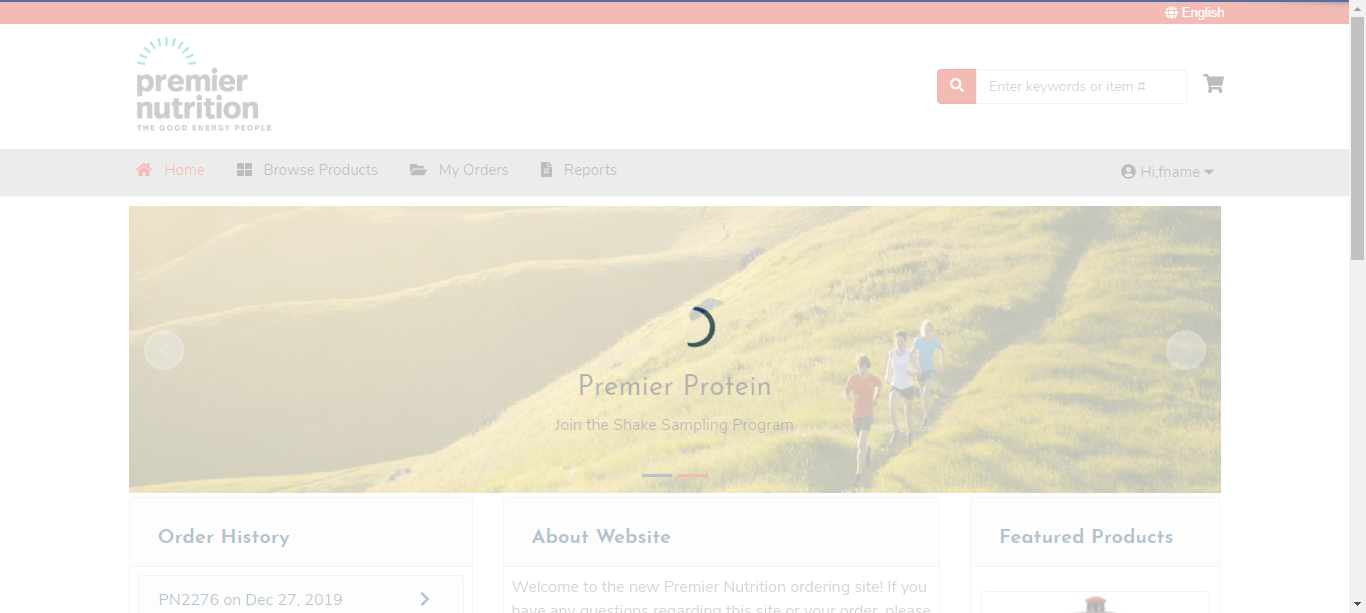 English
premier
nutrition
THE GOOD ENERGY PEOPLE
Enter keywords or item #
Home Browse Products My Orders Reports Hi,fname
Premier Protein
Join the Shake Sampling Program
Order History
PN2276 on Dec 27, 2019
About Website
Welcome to the new Premier Nutrition ordering site! If you
have any questions regarding this site or your order, please
Featured Products